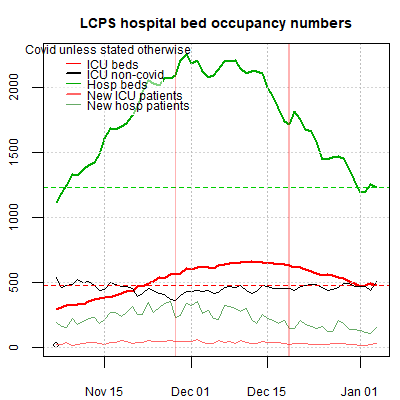 LCPS hospital bed occupancy numbers
Covid unless stated otherwise
ICU beds
ICU non-covid
Hosp beds
New ICU patients
New hosp patients
2000
1500
1000
500
0
Nov 15
Dec 01
Dec 15
Jan 01